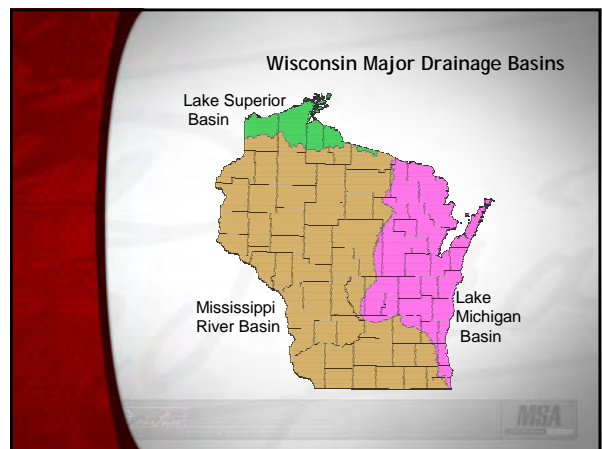 Wisconsin Major Drainage Basins
Lake Superior
Basin
Mississippi
River Basin
Lake
Michigan
Basin
MSA